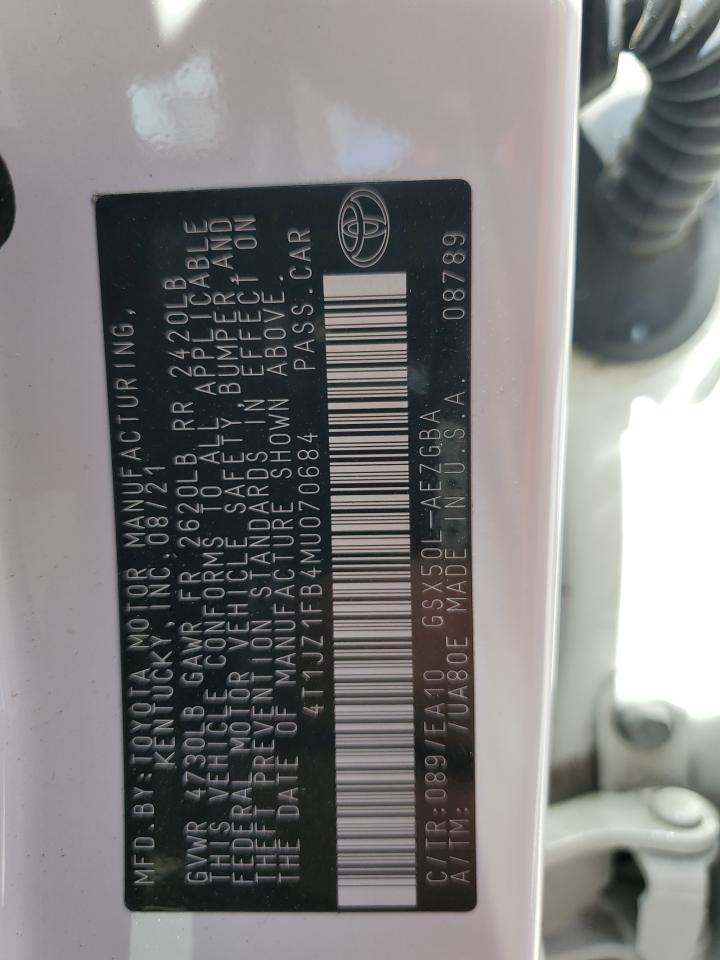 MFD.BY:TOYOTA MOTOR MANUFACTURING,
KENTUCKY, INC. 08/21
GVWR 4730LB GAWR FR 2620LB RR 2420LB
THIS VEHICLE CONFORMS TO ALL APPLICABLE
FEDERAL MOTOR VEHICLE SAFETY, BUMPER, AND
THEFT PREVENTION STANDARDS IN EFFECT ON
THE DATE OF MANUFACTURE SHOWN ABOVE.
4T1JZ1FB4MU070684 PASS.CAR
C/TR:089/EA10 GSX50L-AEZGBA
A/TM: /UA80E MADE IN U.S.A. 08789